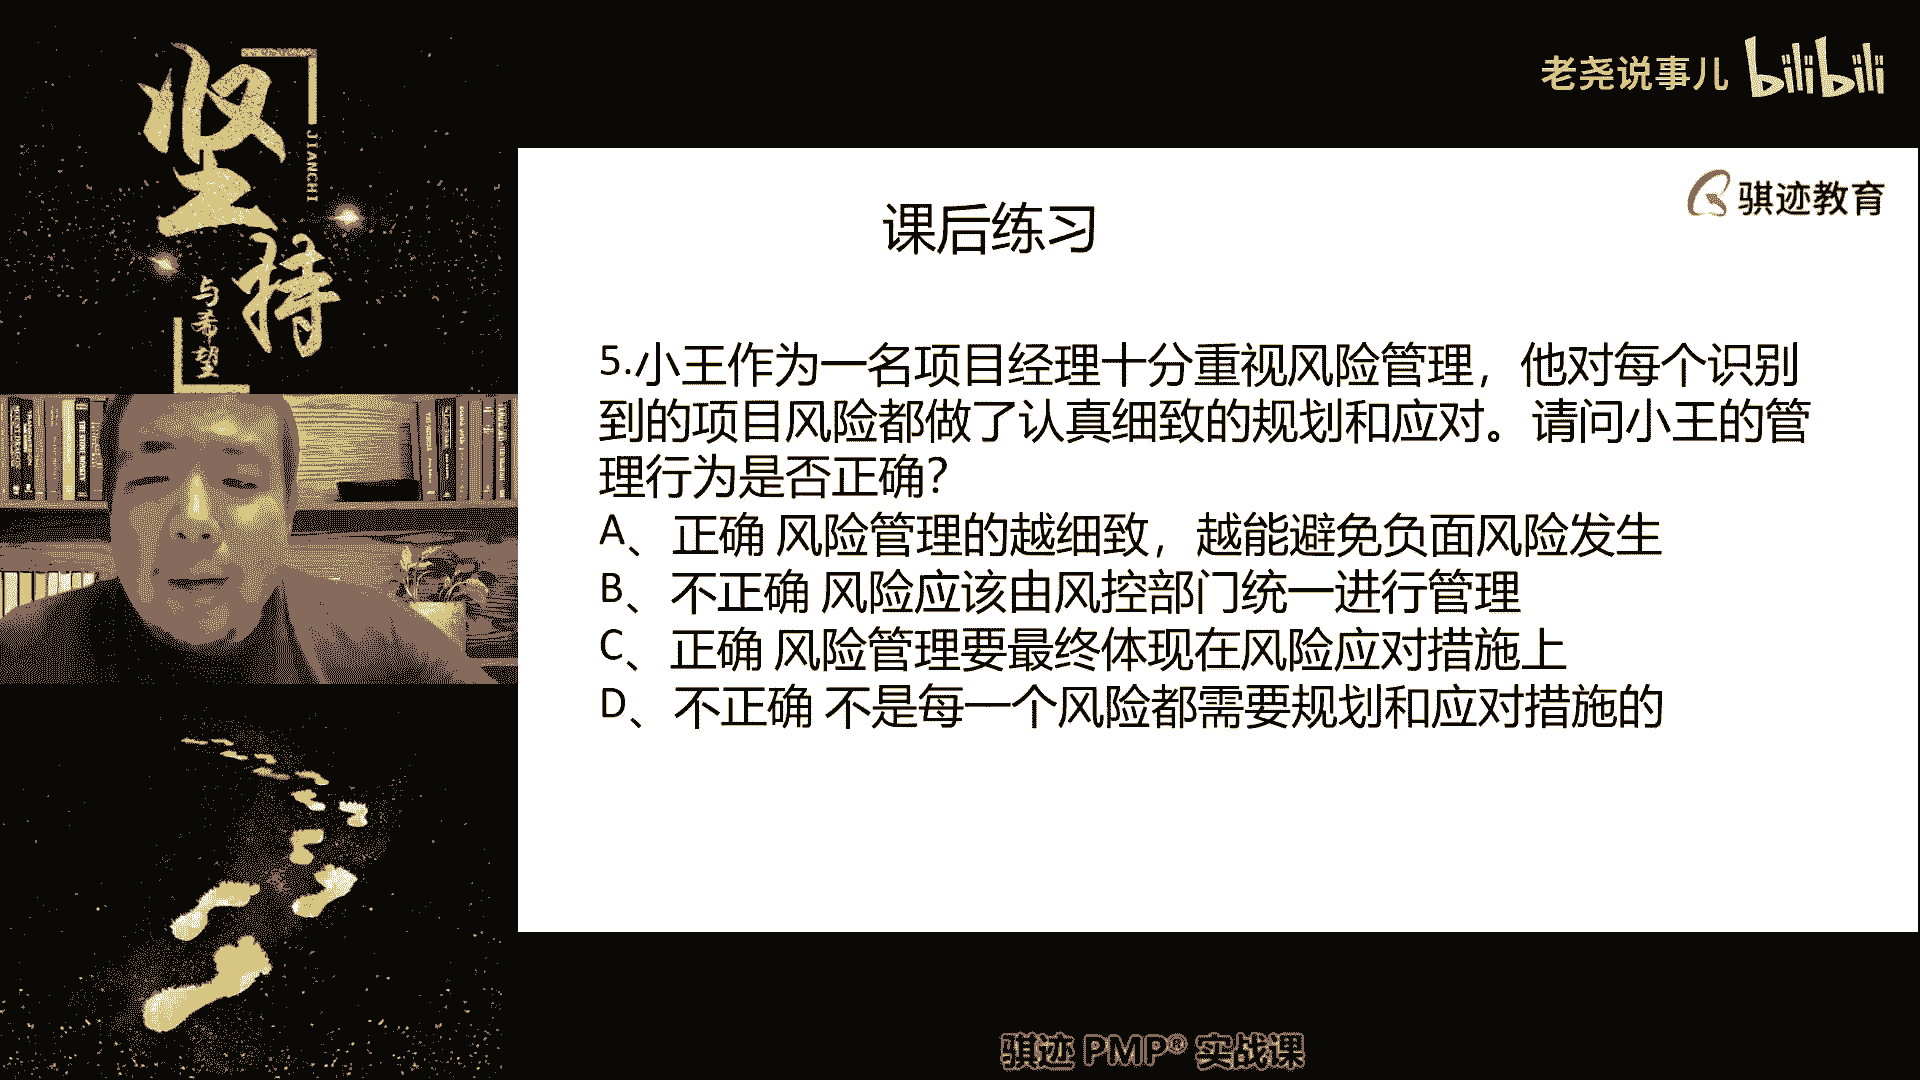 坚持
JIANCHI
与希望
老尧说事儿 bilibili
骐迹教育
课后练习
5.小王作为一名项目经理十分重视风险管理，他对每个识别
到的项目风险都做了认真细致的规划和应对。请问小王的管
理行为是否正确？
A、正确 风险管理的越细致，越能避免负面风险发生
B、不正确 风险应该由风控部门统一进行管理
C、正确 风险管理要最终体现在风险应对措施上
D、不正确 不是每一个风险都需要规划和应对措施的
骐迹 PMP® 实战课